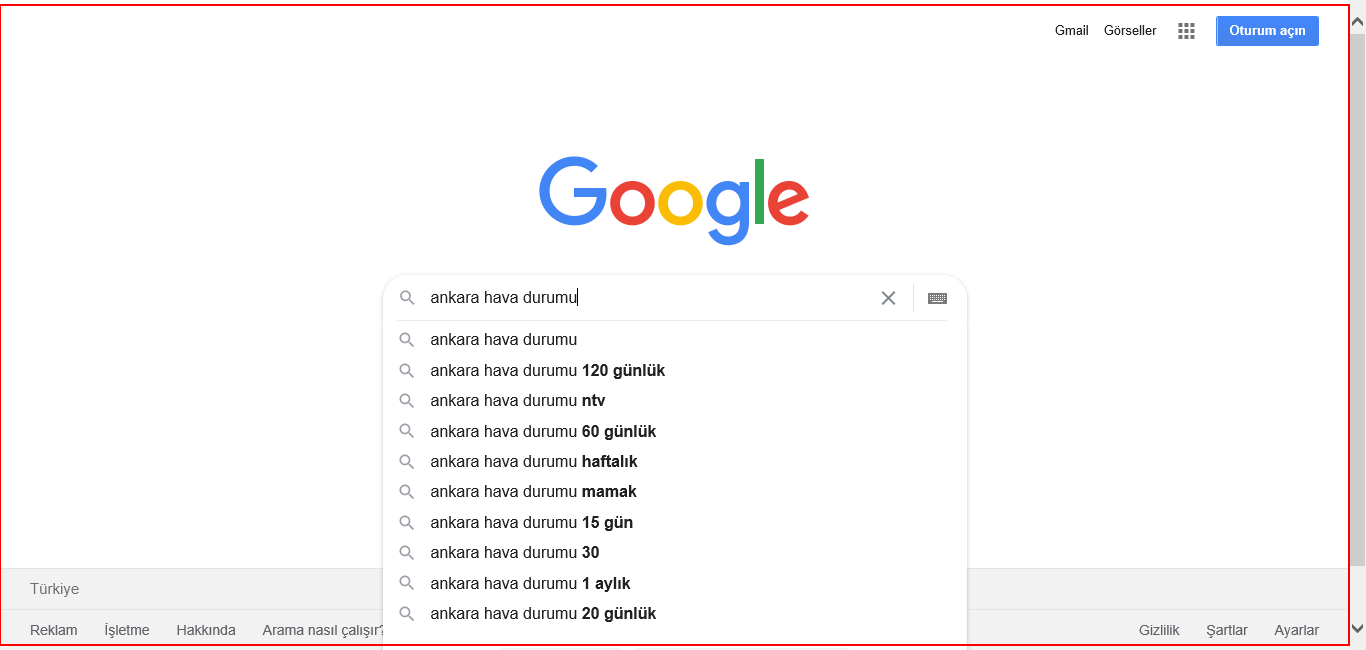 Gmail Görseller Oturum açın
Google
ankara hava durumu
ankara hava durumu
ankara hava durumu 120 günlük
ankara hava durumu ntv
ankara hava durumu 60 günlük
ankara hava durumu haftalık
ankara hava durumu mamak
ankara hava durumu 15 gün
ankara hava durumu 30
ankara hava durumu 1 aylık
ankara hava durumu 20 günlük
Türkiye
Reklam İşletme Hakkında Arama nasıl çalışır? Gizlilik Şartlar Ayarlar